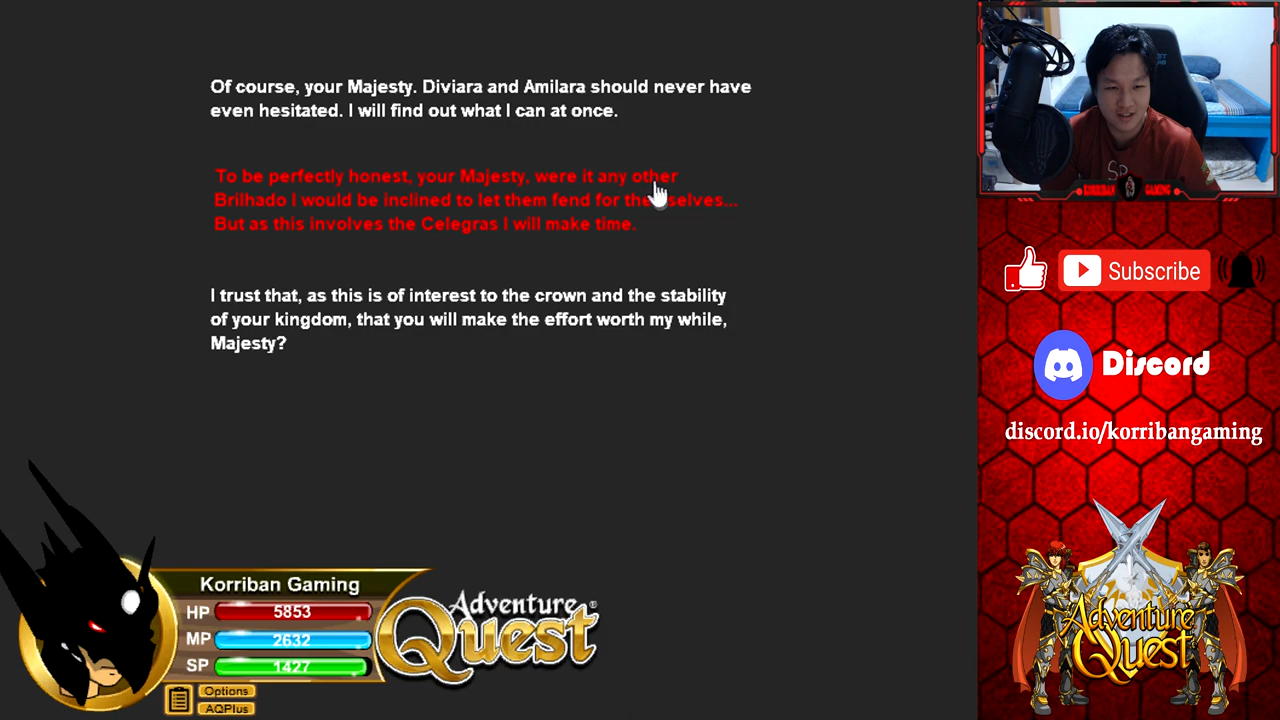 Of course, your Majesty. Diviara and Amilara should never have
even hesitated. I will find out what I can at once.
To be perfectly honest, your Majesty, were it any other
Brilhado I would be inclined to let them fend for themselves...
But as this involves the Celegras I will make time.
I trust that, as this is of interest to the crown and the stability
of your kingdom, that you will make the effort worth my while,
Majesty?
Korriban Gaming
HP 5853
MP 2632
SP 1427
Options
AQPlus
Adventure
Quest
KORRIBAN GAMING
Subscribe
Discord
discord.io/korribangaming
Adventure
Quest